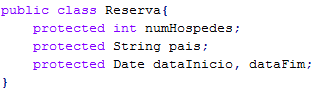 public class Reserva{
    protected int numHospedes;
    protected String pais;
    protected Date dataInicio, dataFim;
}